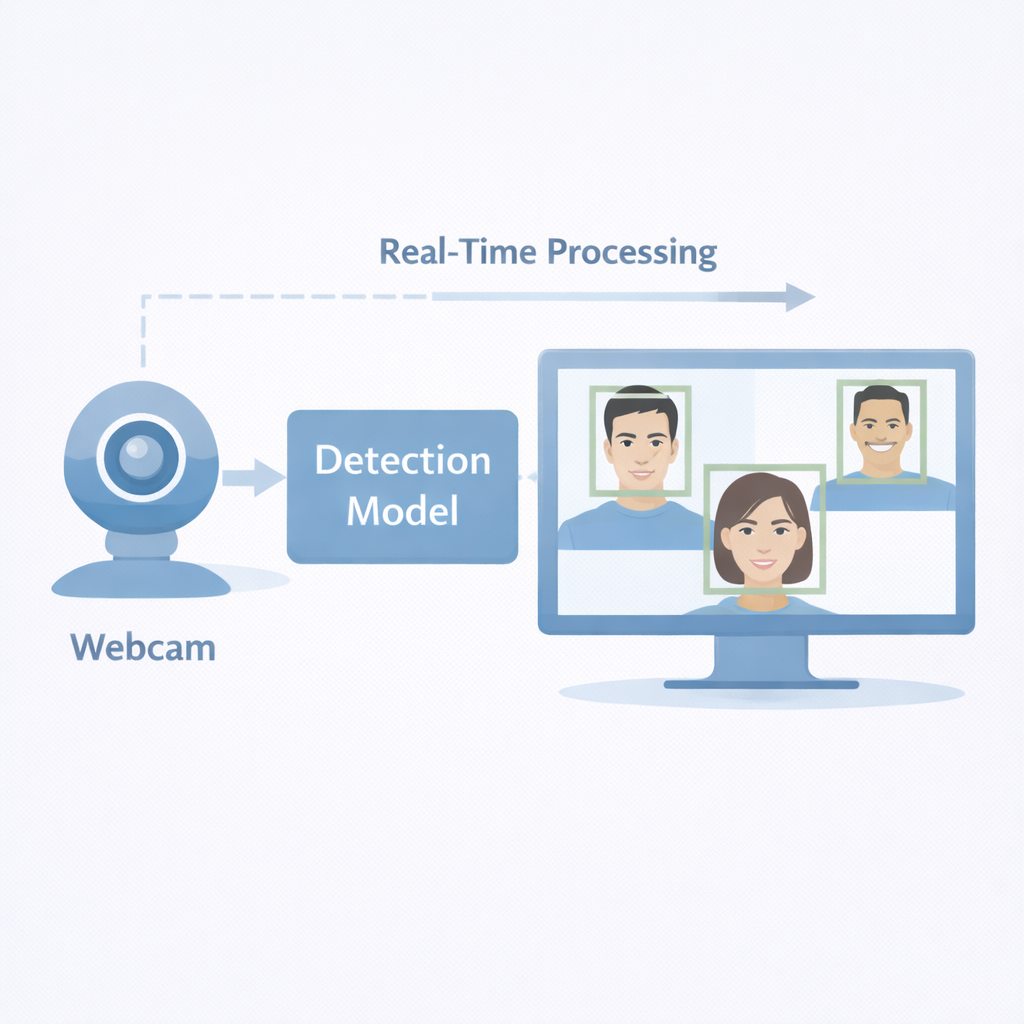 Real-Time Processing
Detection
Model
Webcam